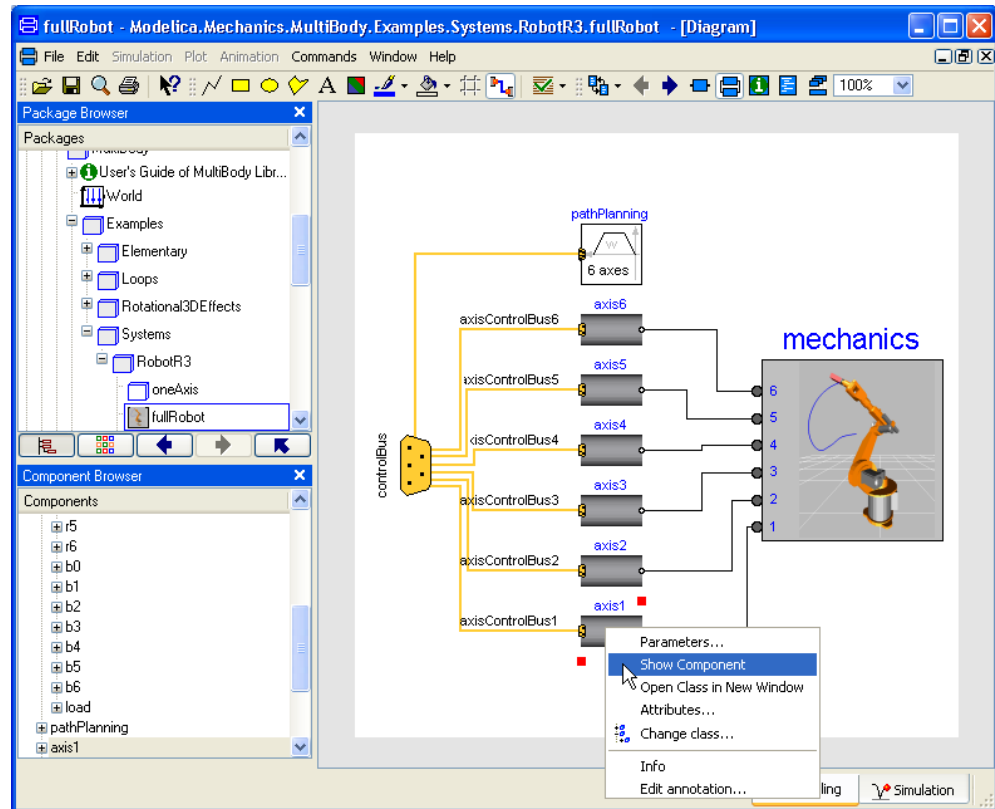 fullRobot - Modelica.Mechanics.MultiBody.Examples.Systems.RobotR3.fullRobot - [Diagram]
File Edit Simulation Plot Animation Commands Window Help
A 100%
Package Browser
Packages
User's Guide of MultiBody Libr...
World
Examples
Elementary
Loops
Rotational3DEffects
Systems
RobotR3
oneAxis
fullRobot
Component Browser
Components
r5
r6
b0
b1
b2
b3
b4
b5
b6
load
pathPlanning
axis1
pathPlanning
6 axes
axis6
axisControlBus6
axis5
xisControlBus5
axis4
xisControlBus4
axis3
axisControlBus3
axis2
axisControlBus2
axis1
axisControlBus1
controlBus
mechanics
6
5
4
3
2
1
Parameters...
Show Component
Open Class in New Window
Attributes...
Change class...
Info
Edit annotation...
ling
Simulation